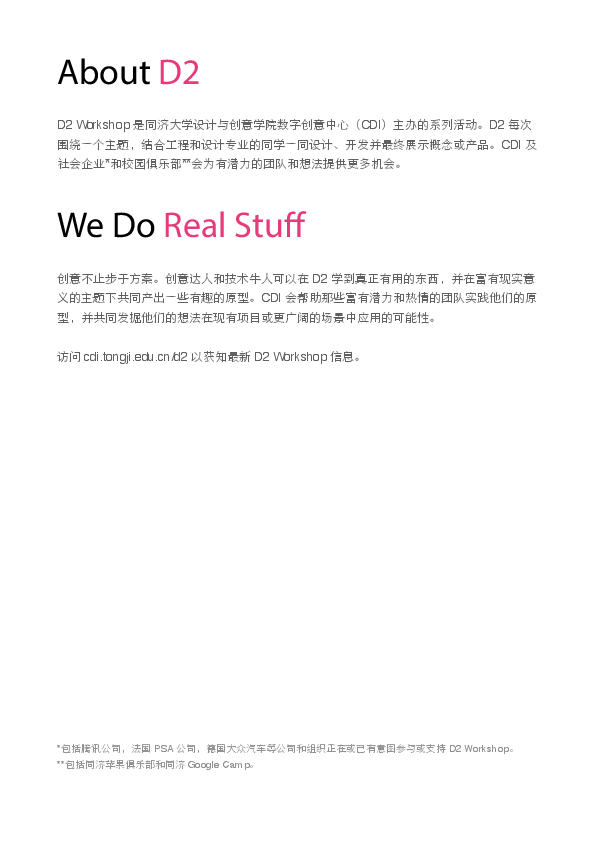 About D2
D2 Workshop 是同济大学设计与创意学院数字创意中心（CDI）主办的系列活动。D2 每次
围绕一个主题，结合工程和设计专业的同学一同设计、开发并最终展示概念或产品。CDI 及
社会企业*和校园俱乐部**会为有潜力的团队和想法提供更多机会。
We Do Real Stuff
创意不止步于方案。创意达人和技术牛人可以在 D2 学到真正有用的东西，并在富有现实意
义的主题下共同产出一些有趣的原型。CDI 会帮助那些富有潜力和热情的团队实践他们的原
型，并共同发掘他们的想法在现有项目或更广阔的场景中应用的可能性。
访问 cdi.tongji.edu.cn/d2 以获知最新 D2 Workshop 信息。
*包括腾讯公司，法国 PSA 公司，德国大众汽车等公司和组织正在或已有意图参与或支持 D2 Workshop。
**包括同济苹果俱乐部和同济 Google Camp。